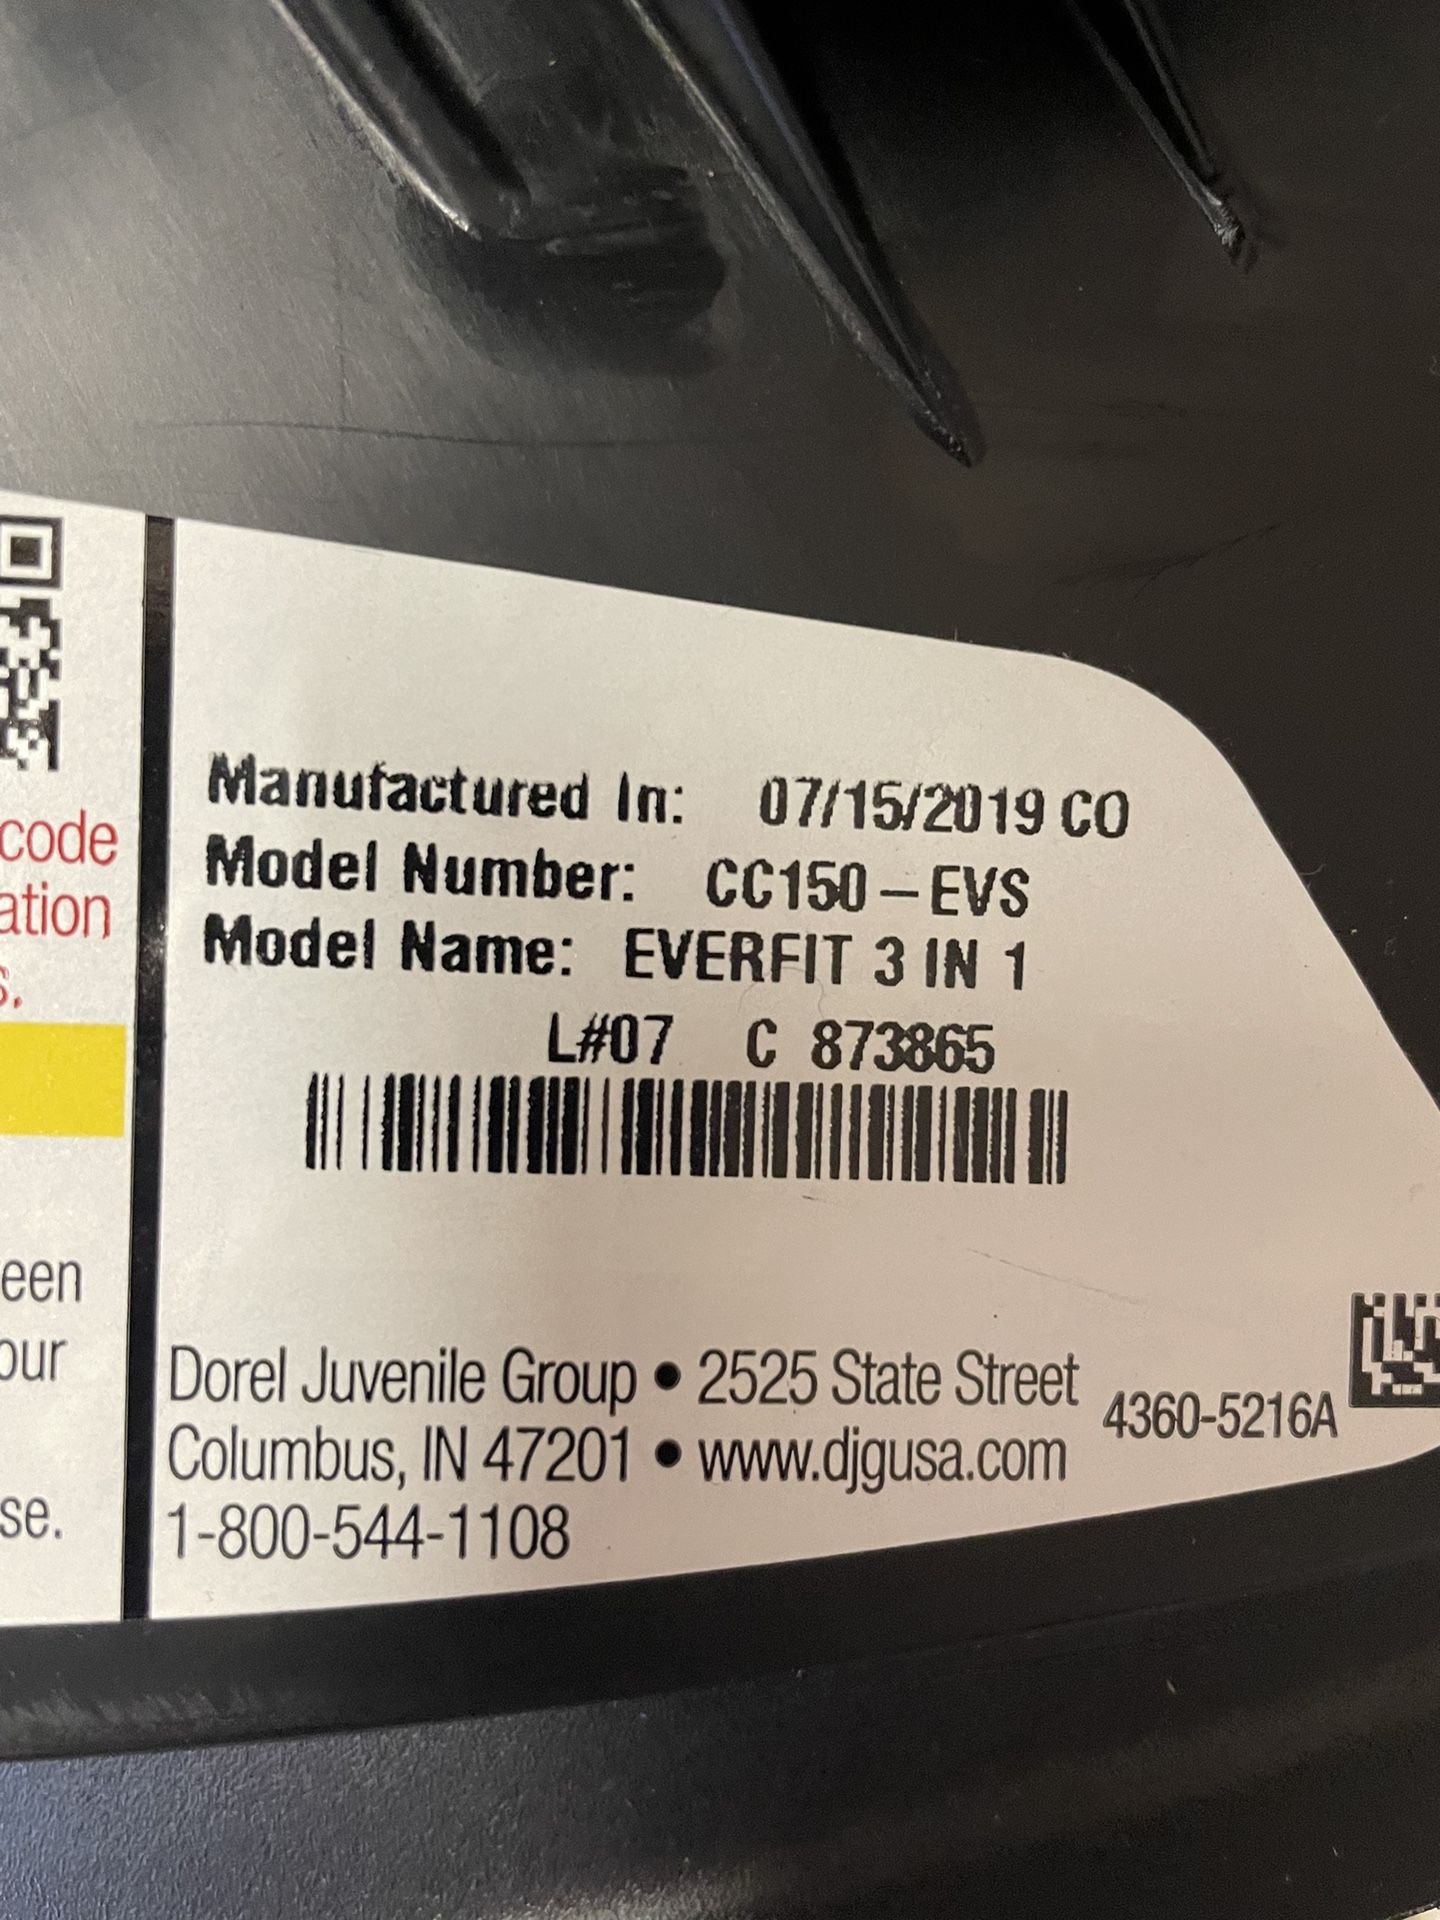 code
ation
s.
een
our
se.
Manufactured In: 07/15/2019 CO
Model Number: CC150-EVS
Model Name: EVERFIT 3 IN 1
L#07 C 873865
Dorel Juvenile Group • 2525 State Street
Columbus, IN 47201 • www.djgusa.com
1-800-544-1108
4360-5216A